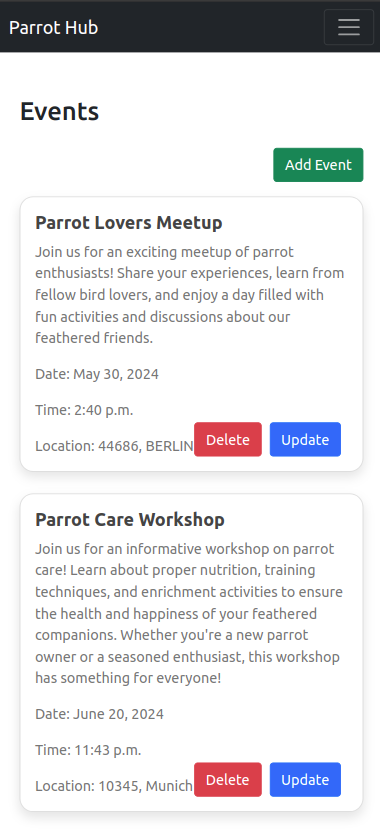 Parrot Hub
Events
Add Event
Parrot Lovers Meetup
Join us for an exciting meetup of parrot
enthusiasts! Share your experiences, learn from
fellow bird lovers, and enjoy a day filled with
fun activities and discussions about our
feathered friends.
Date: May 30, 2024
Time: 2:40 p.m.
Location: 44686, BERLIN
Delete
Update
Parrot Care Workshop
Join us for an informative workshop on parrot
care! Learn about proper nutrition, training
techniques, and enrichment activities to ensure
the health and happiness of your feathered
companions. Whether you're a new parrot
owner or a seasoned enthusiast, this workshop
has something for everyone!
Date: June 20, 2024
Time: 11:43 p.m.
Location: 10345, Munich
Delete
Update